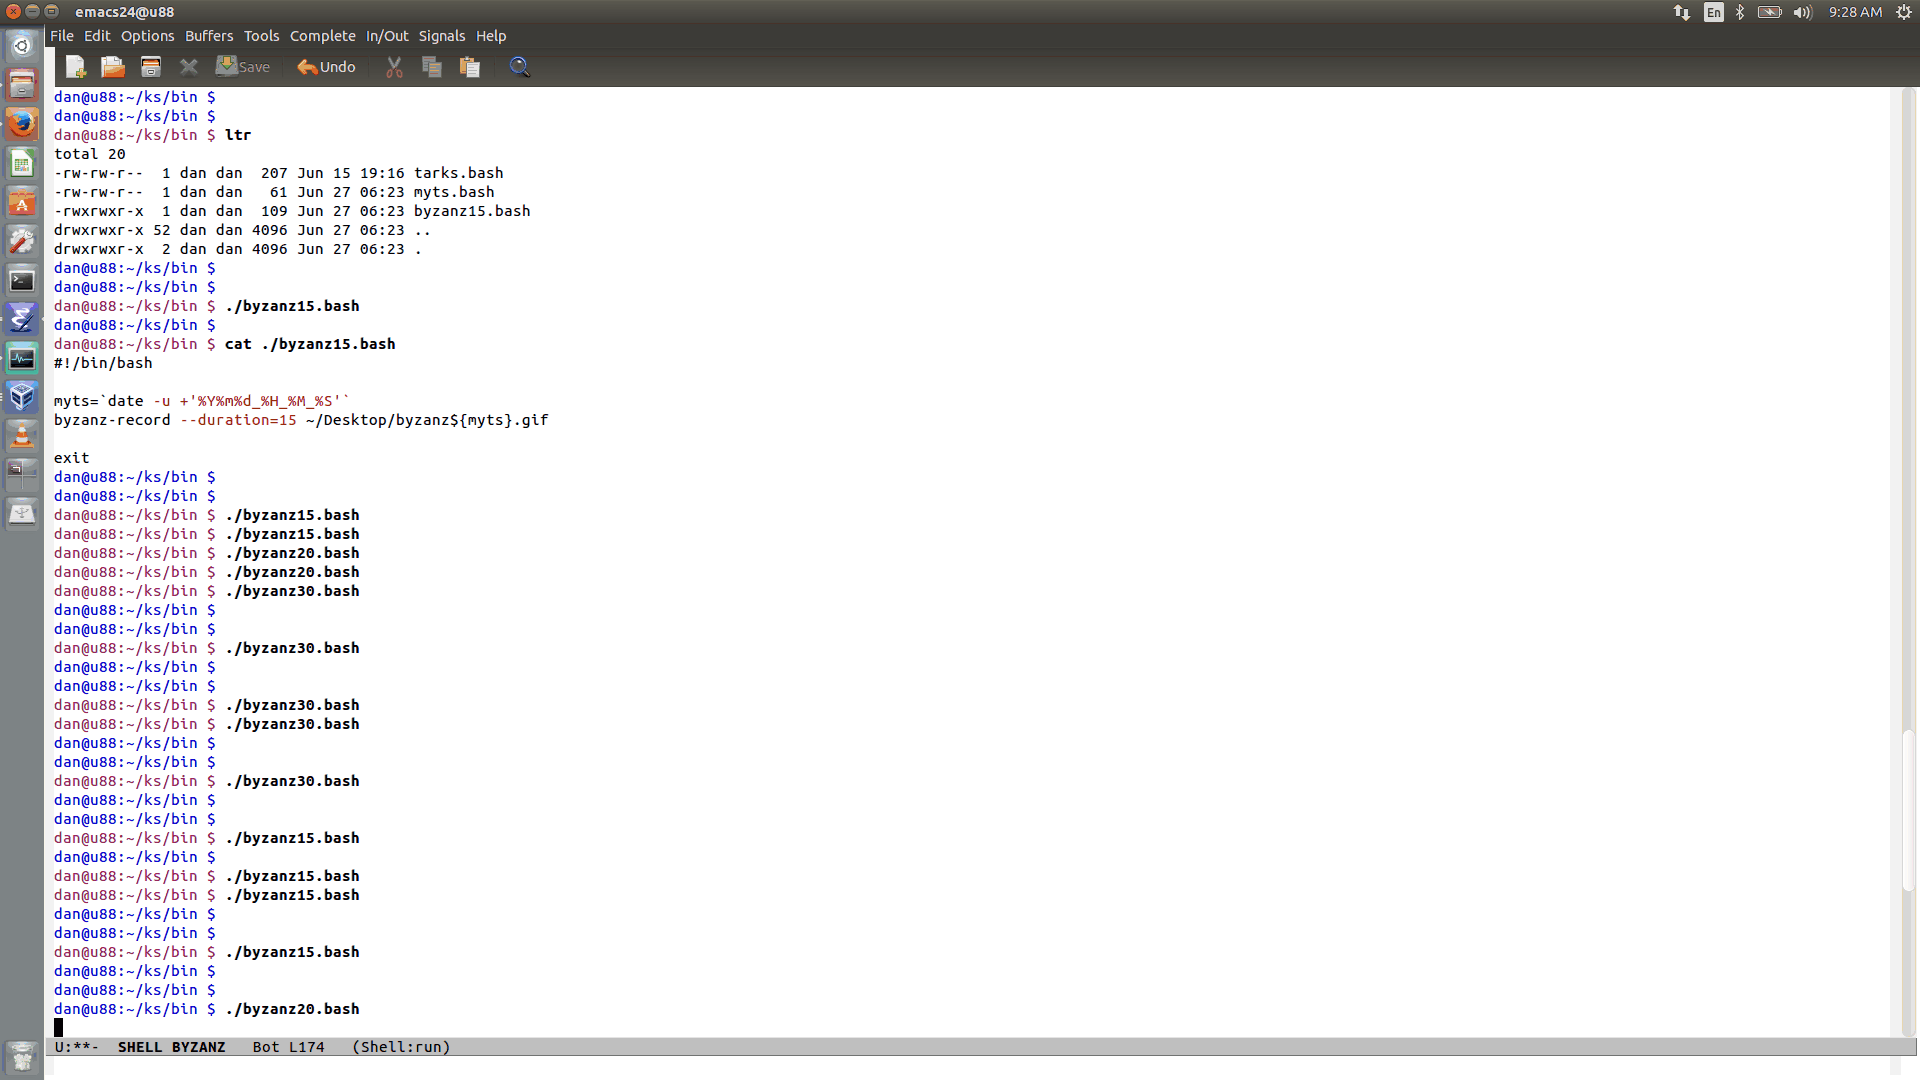 emacs24@u88
En
9:28 AM
File Edit Options Buffers Tools Complete In/Out Signals Help
Save
Undo
dan@u88:~/ks/bin $
dan@u88:~/ks/bin $
dan@u88:~/ks/bin $ ltr
total 20
-rw-rw-r--  1 dan dan  207 Jun 15 19:16 tarks.bash
-rw-rw-r--  1 dan dan   61 Jun 27 06:23 myts.bash
-rwxrwxr-x  1 dan dan  109 Jun 27 06:23 byzanz15.bash
drwxrwxr-x 52 dan dan 4096 Jun 27 06:23 ..
drwxrwxr-x  2 dan dan 4096 Jun 27 06:23 .
dan@u88:~/ks/bin $
dan@u88:~/ks/bin $
dan@u88:~/ks/bin $ ./byzanz15.bash
dan@u88:~/ks/bin $
dan@u88:~/ks/bin $ cat ./byzanz15.bash
#!/bin/bash
myts=`date -u +'%Y%m%d_%H_%M_%S'`
byzanz-record --duration=15 ~/Desktop/byzanz${myts}.gif
exit
dan@u88:~/ks/bin $
dan@u88:~/ks/bin $
dan@u88:~/ks/bin $ ./byzanz15.bash
dan@u88:~/ks/bin $ ./byzanz15.bash
dan@u88:~/ks/bin $ ./byzanz20.bash
dan@u88:~/ks/bin $ ./byzanz20.bash
dan@u88:~/ks/bin $ ./byzanz30.bash
dan@u88:~/ks/bin $
dan@u88:~/ks/bin $
dan@u88:~/ks/bin $ ./byzanz30.bash
dan@u88:~/ks/bin $
dan@u88:~/ks/bin $
dan@u88:~/ks/bin $ ./byzanz30.bash
dan@u88:~/ks/bin $ ./byzanz30.bash
dan@u88:~/ks/bin $
dan@u88:~/ks/bin $
dan@u88:~/ks/bin $ ./byzanz30.bash
dan@u88:~/ks/bin $
dan@u88:~/ks/bin $
dan@u88:~/ks/bin $ ./byzanz15.bash
dan@u88:~/ks/bin $
dan@u88:~/ks/bin $ ./byzanz15.bash
dan@u88:~/ks/bin $ ./byzanz15.bash
dan@u88:~/ks/bin $
dan@u88:~/ks/bin $
dan@u88:~/ks/bin $ ./byzanz15.bash
dan@u88:~/ks/bin $
dan@u88:~/ks/bin $
dan@u88:~/ks/bin $ ./byzanz20.bash
U:**-  SHELL BYZANZ   Bot L174   (Shell:run)